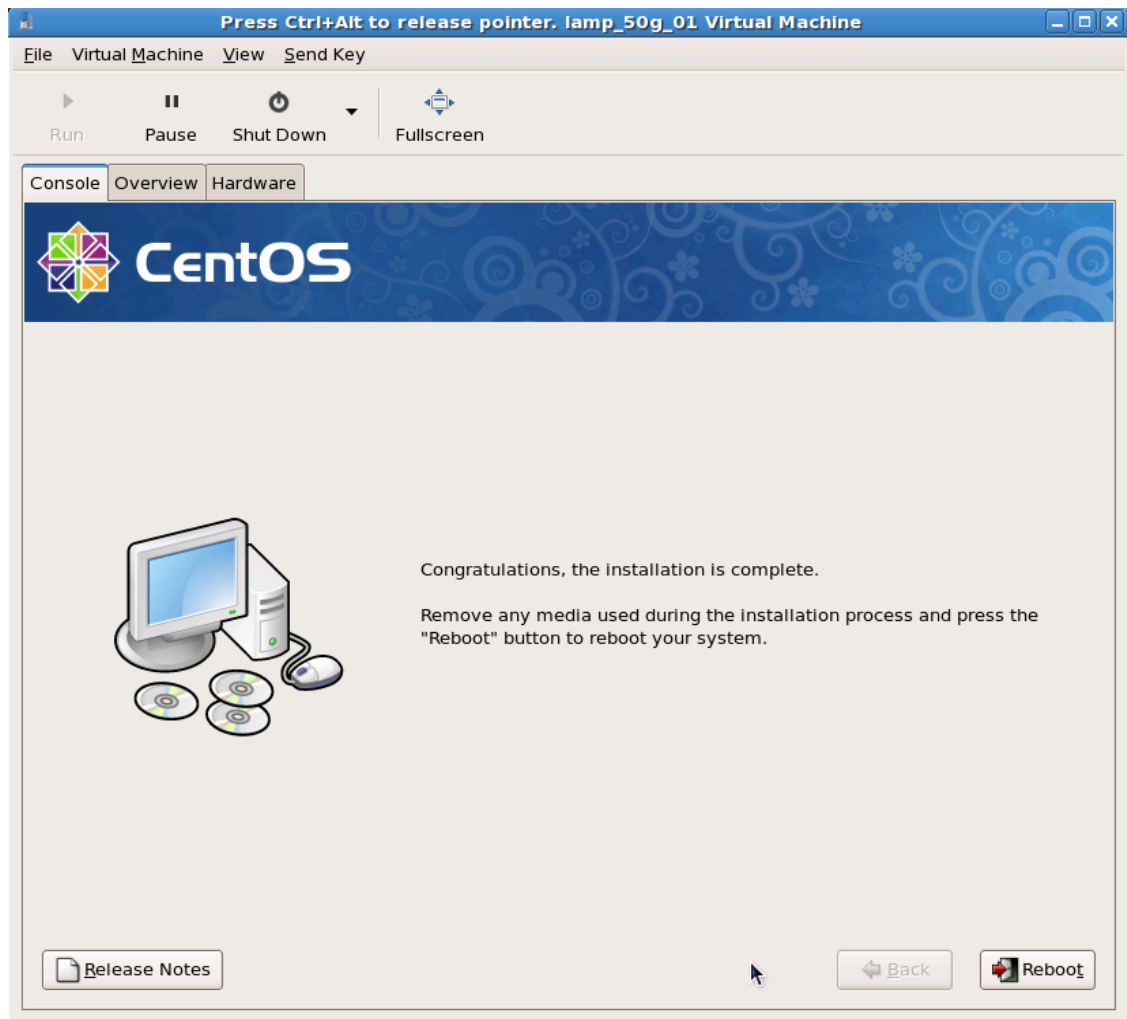 Press Ctrl+Alt to release pointer. lamp_50g_01 Virtual Machine
File Virtual Machine View Send Key
Run Pause Shut Down Fullscreen
Console Overview Hardware
CentOS
Congratulations, the installation is complete.
Remove any media used during the installation process and press the
"Reboot" button to reboot your system.
Release Notes Back Reboot